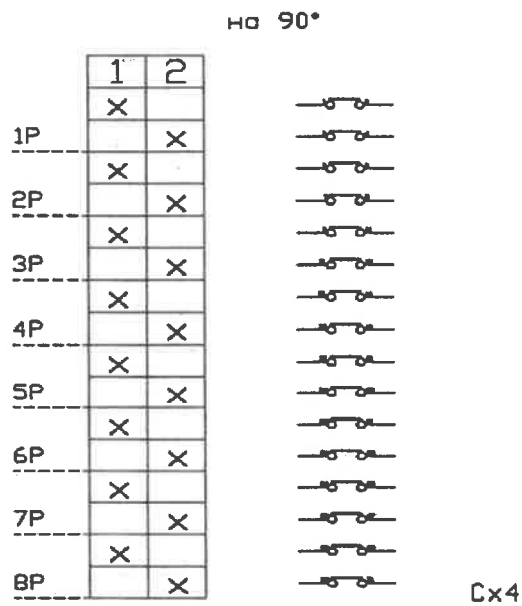 на 90°
1 2
X
1P X
X
2P X
X
3P X
X
4P X
X
5P X
X
6P X
X
7P X
X
8P X
Cx4